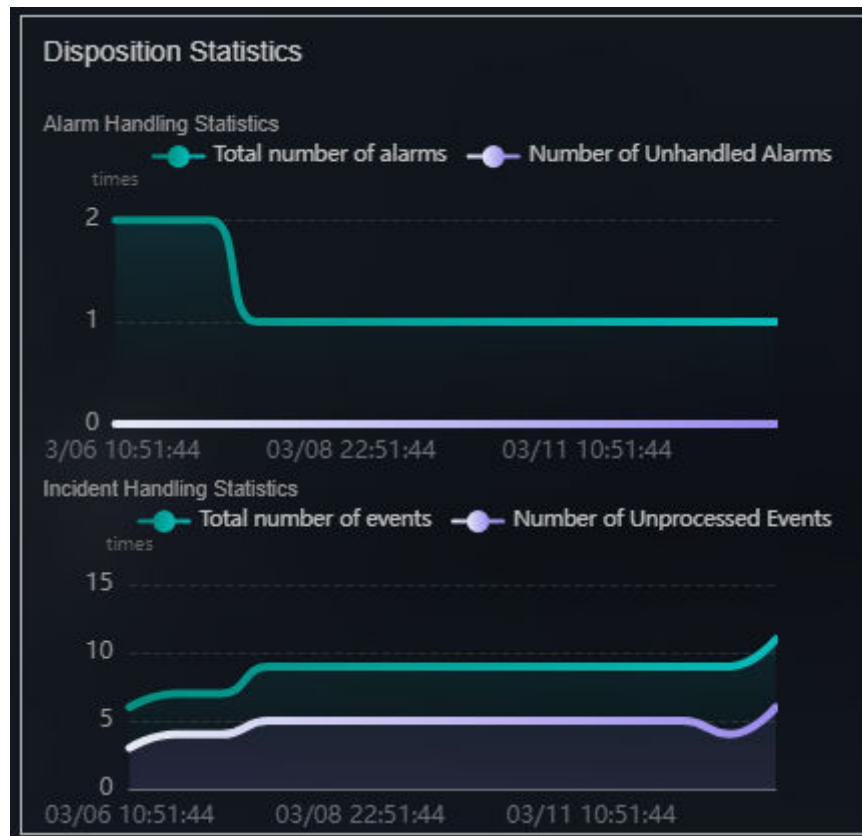 Disposition Statistics
Alarm Handling Statistics
Total number of alarms Number of Unhandled Alarms
times
2
1
0
3/06 10:51:44 03/08 22:51:44 03/11 10:51:44
Incident Handling Statistics
Total number of events Number of Unprocessed Events
times
15
10
5
0
03/06 10:51:44 03/08 22:51:44 03/11 10:51:44